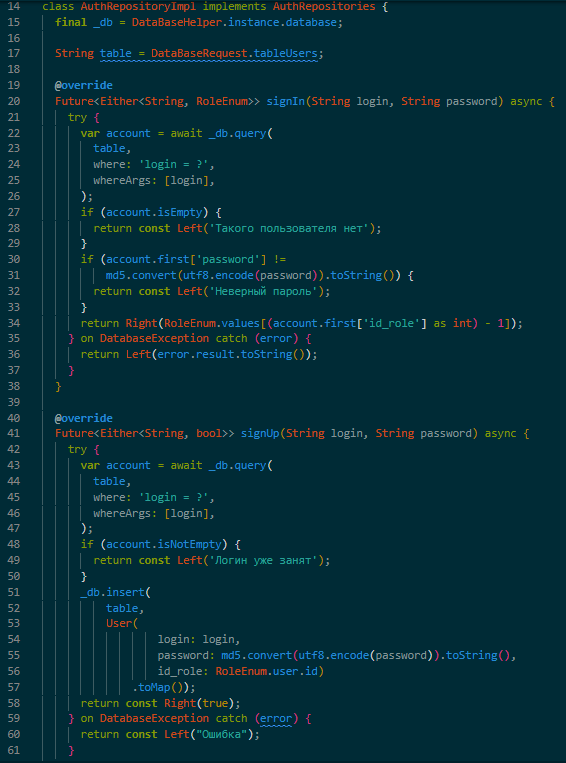 14 class AuthRepositoryImpl implements AuthRepositories {
15   final _db = DataBaseHelper.instance.database;
16
17   String table = DataBaseRequest.tableUsers;
18
19   @override
20   Future<Either<String, RoleEnum>> signIn(String login, String password) async {
21     try {
22       var account = await _db.query(
23         table,
24         where: 'login = ?',
25         whereArgs: [login],
26       );
27       if (account.isEmpty) {
28         return const Left('Такого пользователя нет');
29       }
30       if (account.first['password'] !=
31           md5.convert(utf8.encode(password)).toString()) {
32         return const Left('Неверный пароль');
33       }
34       return Right(RoleEnum.values[(account.first['id_role'] as int) - 1]);
35     } on DatabaseException catch (error) {
36       return Left(error.result.toString());
37     }
38   }
39
40   @override
41   Future<Either<String, bool>> signUp(String login, String password) async {
42     try {
43       var account = await _db.query(
44         table,
45         where: 'login = ?',
46         whereArgs: [login],
47       );
48       if (account.isNotEmpty) {
49         return const Left('Логин уже занят');
50       }
51       _db.insert(
52           table,
53           User(
54                   login: login,
55                   password: md5.convert(utf8.encode(password)).toString(),
56                   id_role: RoleEnum.user.id)
57               .toMap());
58       return const Right(true);
59     } on DatabaseException catch (error) {
60       return const Left("Ошибка");
61     }